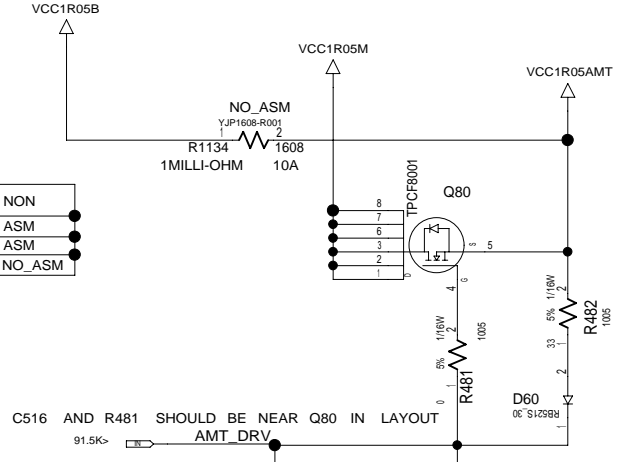 VCC1R05B
VCC1R05M
VCC1R05AMT
NO_ASM
YJP1608-R001
1 2
R1134 1608
1MILLI-OHM 10A
NON
ASM
ASM
NO_ASM
TPCF8001
Q80
8
7
6
3
2
1
D
S
5
4
G
1/16W
5%
2
1005
1
0
R481
1/16W
5%
2
R482
1005
33
1
2
D60
RB521S_30
1
C516 AND R481 SHOULD BE NEAR Q80 IN LAYOUT
91.5K> IN AMT_DRV